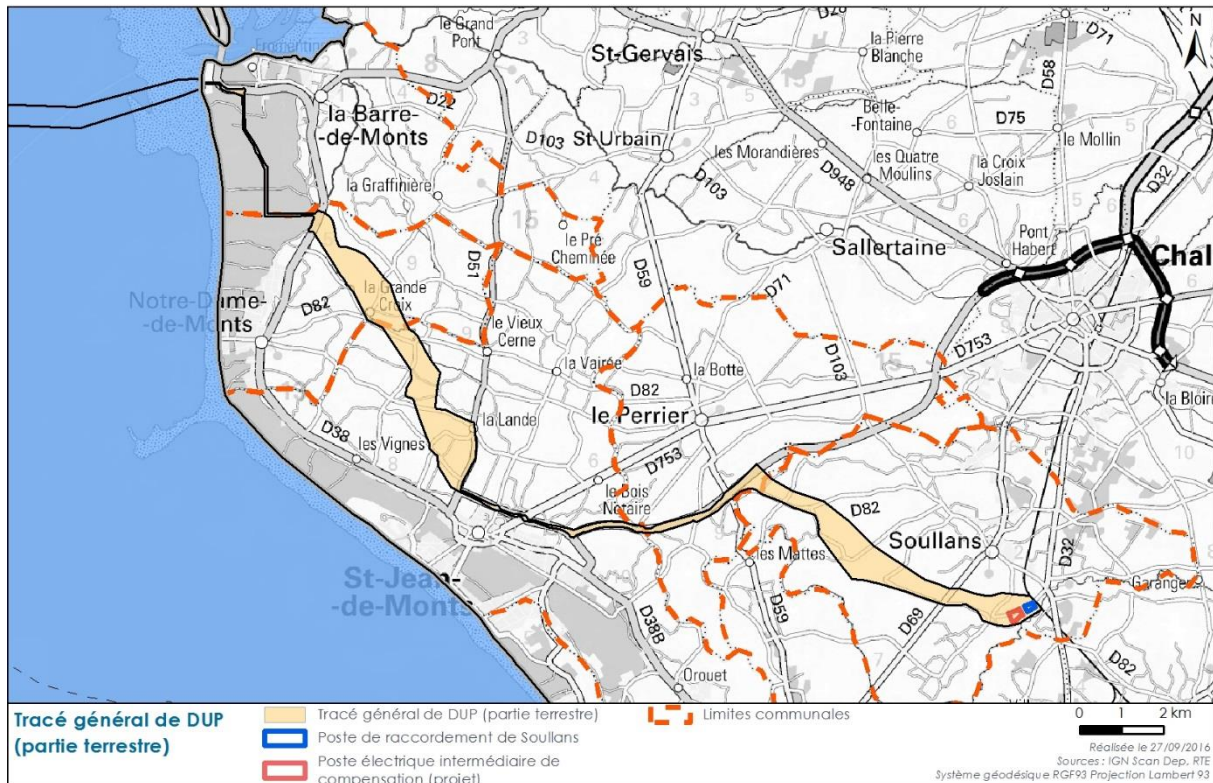 le Grand
Pont
St-Gervais
D28
la Pierre
Blanche
D71
N
Fromentine
D58
la Barre-
-de-Monts
D22
D103
St-Urbain
les Morandières
Belle-
-Fontaine
D75
le Mollin
les Quatre
Moulins
la Croix
Joslain
D32
la Graffinière
D103
D948
Pont
Habert
le Pré
Cheminée
Sallertaine
Chal
D51
D59
D71
la Grande
Croix
Notre-Dame-
-de-Monts
D82
le Vieux
Cerne
la Vairée
la Botte
D103
D753
D82
le Perrier
la Bloire
D38
les Vignes
la Lande
D753
le Bois
Notaire
D82
Soullans
les Mattes
D32
Garanger
St-Jean-
-de-Monts
D38B
D59
D69
D82
Orouet
Tracé général de DUP
(partie terrestre)
Tracé général de DUP (partie terrestre)
Poste de raccordement de Soullans
Poste électrique intermédiaire de
compensation (projet)
Limites communales
0 1 2 km
Réalisée le 27/09/2016
Sources : IGN Scan Dep, RTE
Système géodésique RGF93 Projection Lambert 93